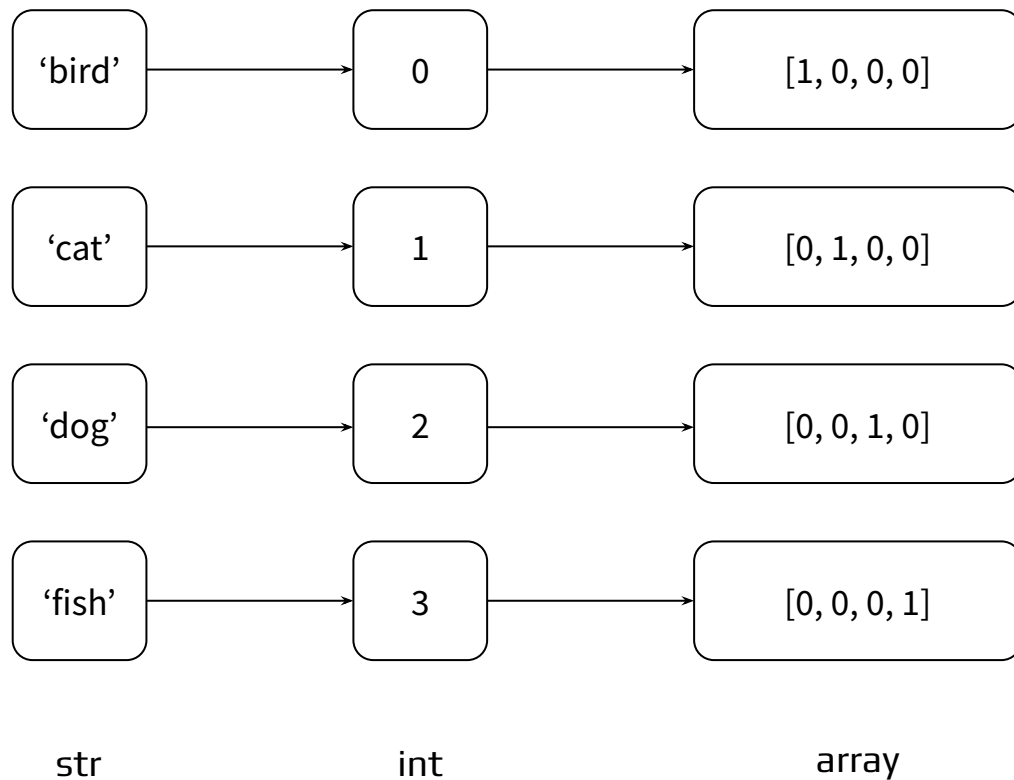 ‘bird’ 0 [1, 0, 0, 0]
‘cat’ 1 [0, 1, 0, 0]
‘dog’ 2 [0, 0, 1, 0]
‘fish’ 3 [0, 0, 0, 1]
str int array